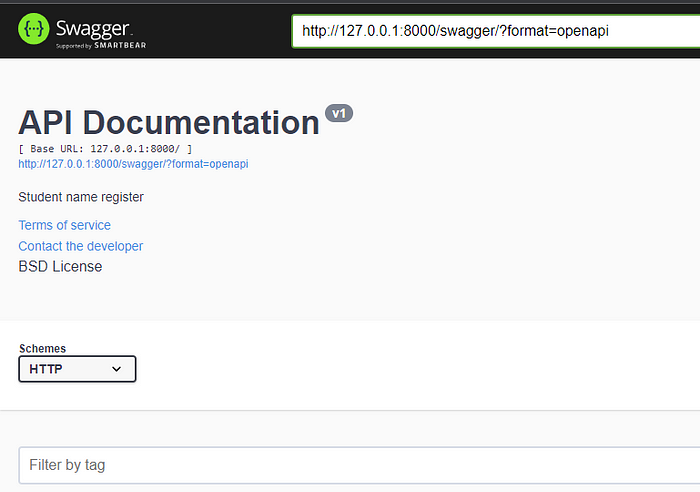 Swagger.
Supported by SMARTBEAR
http://127.0.0.1:8000/swagger/?format=openapi
API Documentation v1
[ Base URL: 127.0.0.1:8000/ ]
http://127.0.0.1:8000/swagger/?format=openapi
Student name register
Terms of service
Contact the developer
BSD License
Schemes
HTTP
Filter by tag